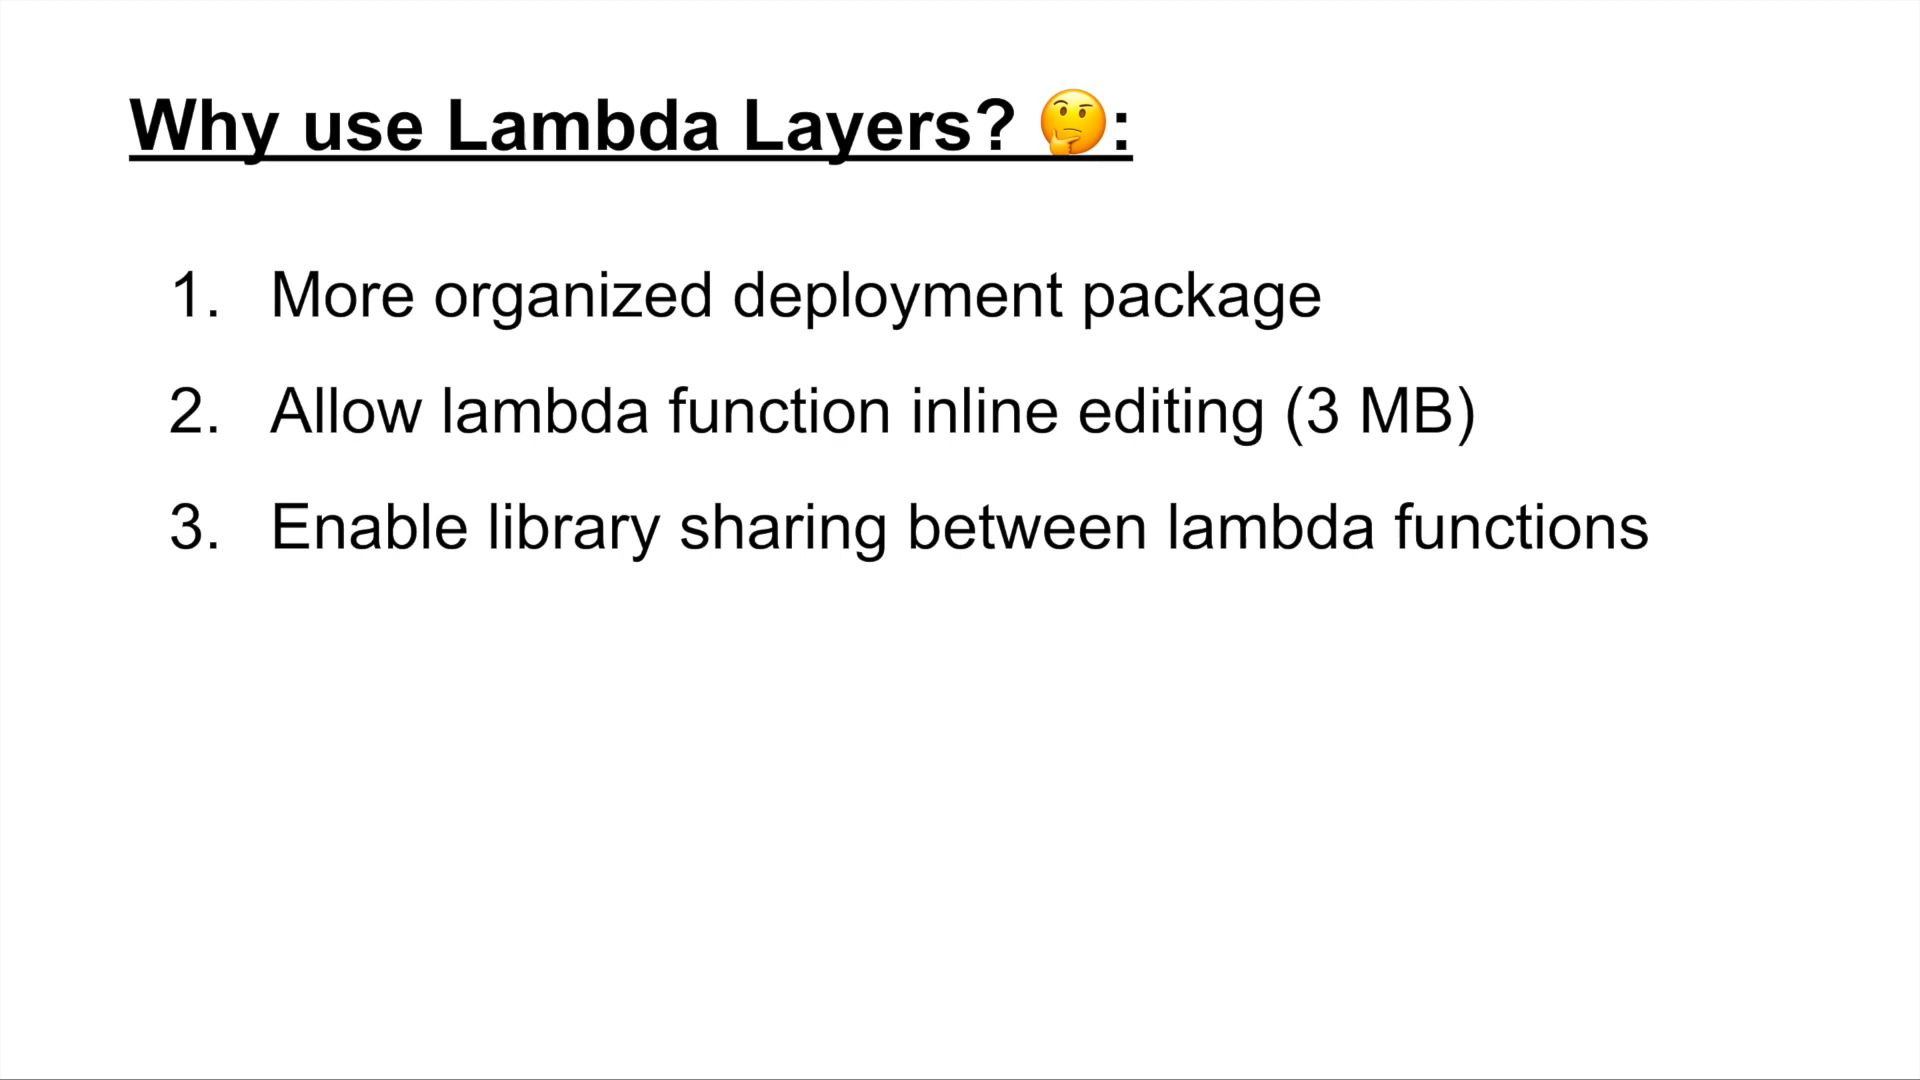 Why use Lambda Layers? 🤔:
1. More organized deployment package
2. Allow lambda function inline editing (3 MB)
3. Enable library sharing between lambda functions